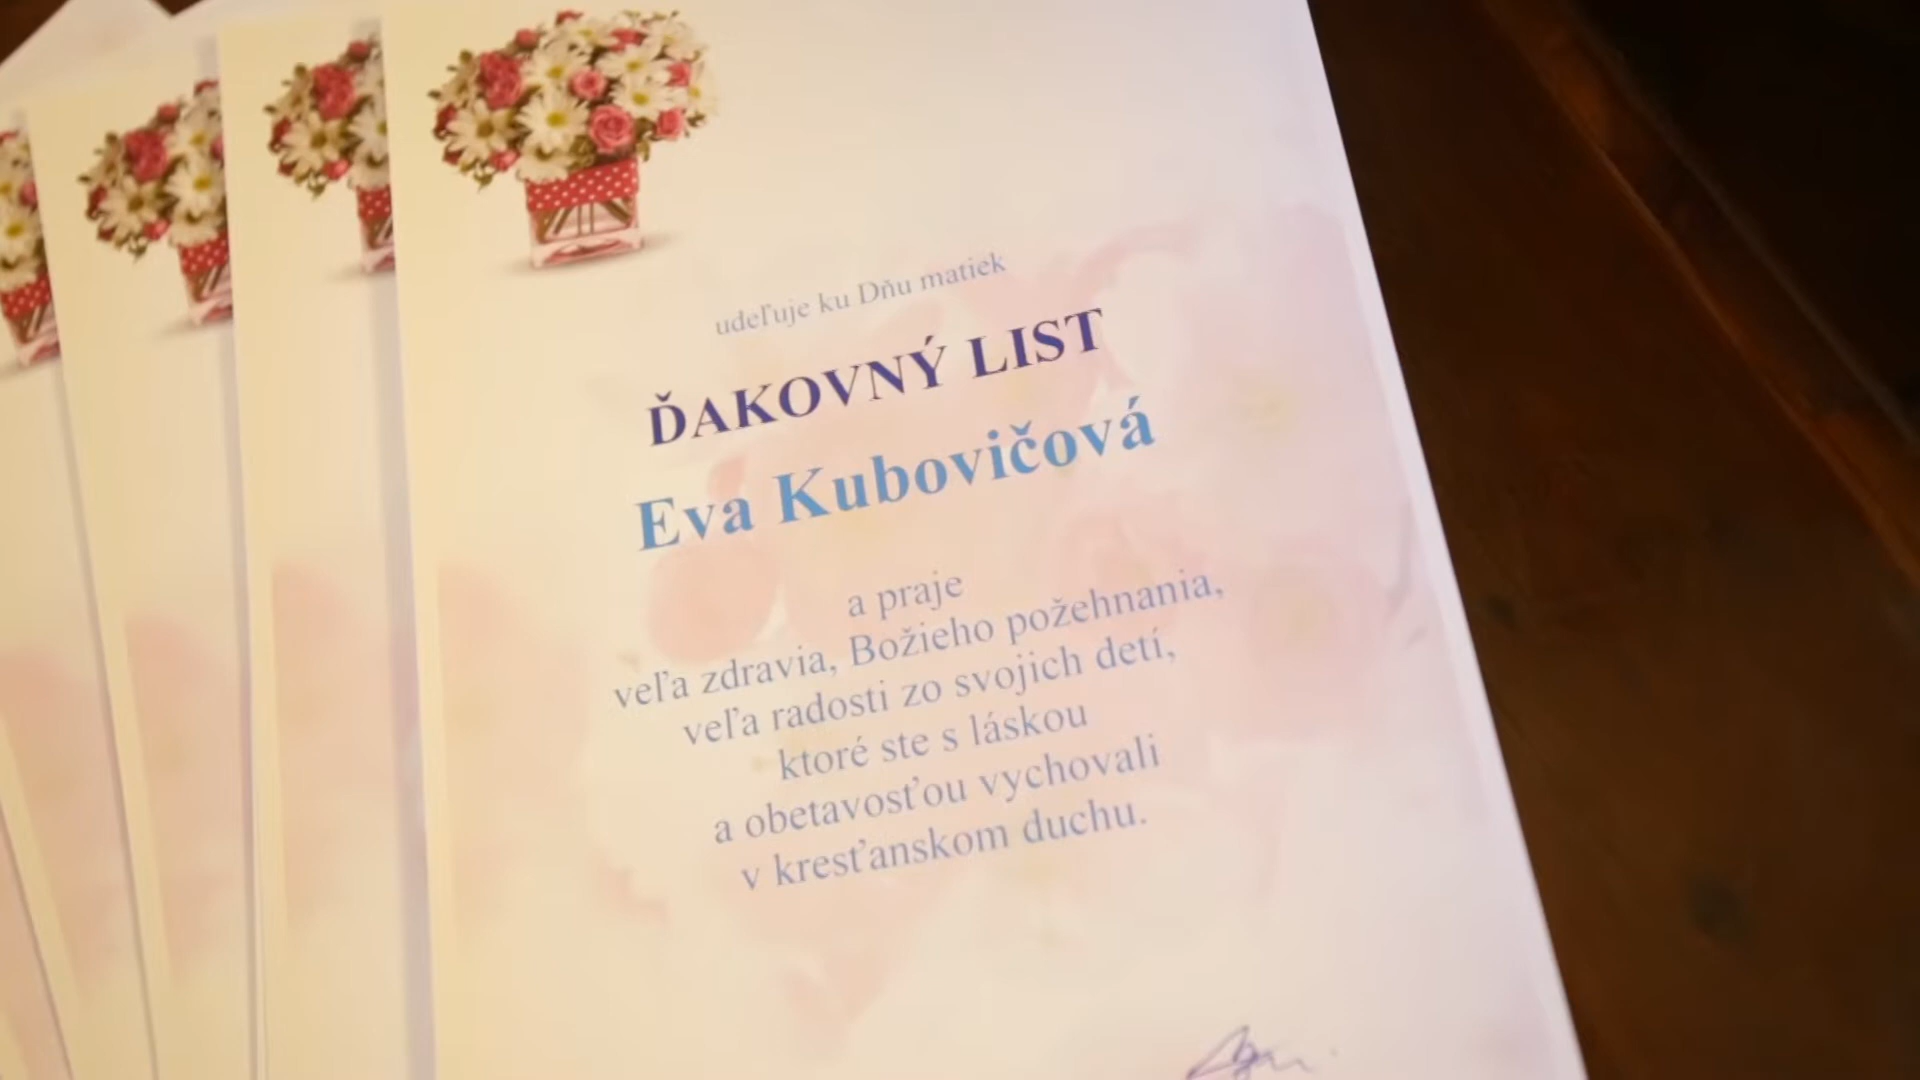 udeľuje ku Dňu matiek
ĎAKOVNÝ LIST
Eva Kubovičová
a praje
veľa zdravia, Božieho požehnania,
veľa radosti zo svojich detí,
ktoré ste s láskou
a obetavosťou vychovali
v kresťanskom duchu.